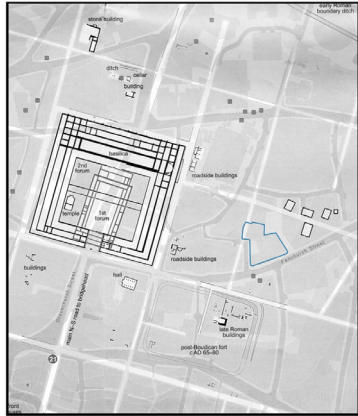 early Roman
boundary ditch
stone building
ditch
cellar
building
basilica
2nd
forum
roadside buildings
temple
1st
forum
Fenchurch Street
roadside buildings
buildings
hall
main N–S road to bridgehead
late Roman
buildings
post-Boudican fort
c AD 65–80
front